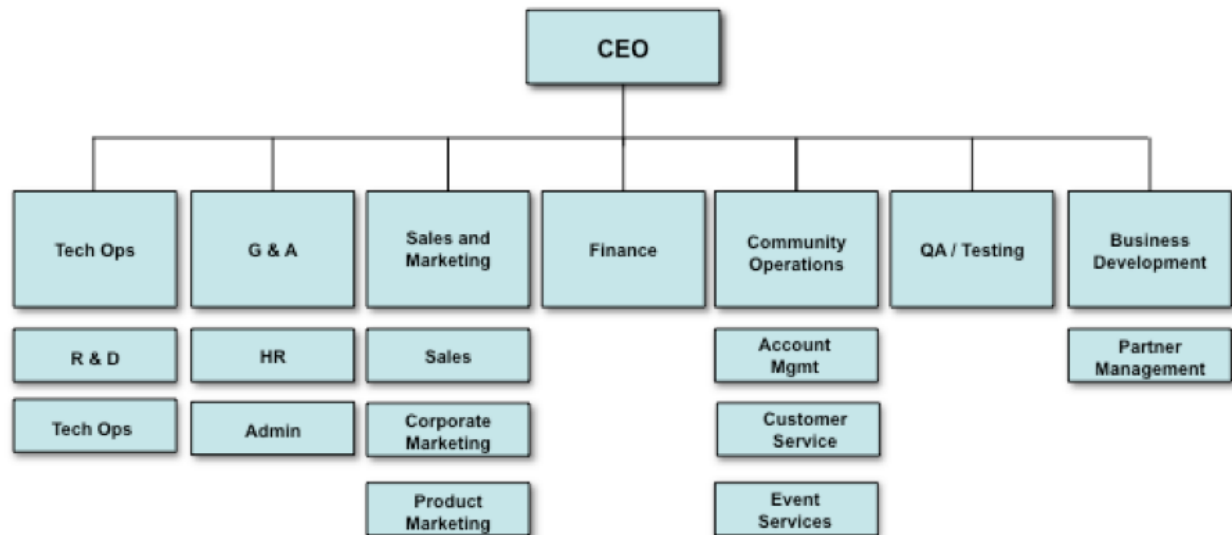 CEO
Tech Ops
G & A
Sales and
Marketing
Finance
Community
Operations
QA / Testing
Business
Development
R & D
HR
Sales
Account
Mgmt
Partner
Management
Tech Ops
Admin
Corporate
Marketing
Customer
Service
Product
Marketing
Event
Services